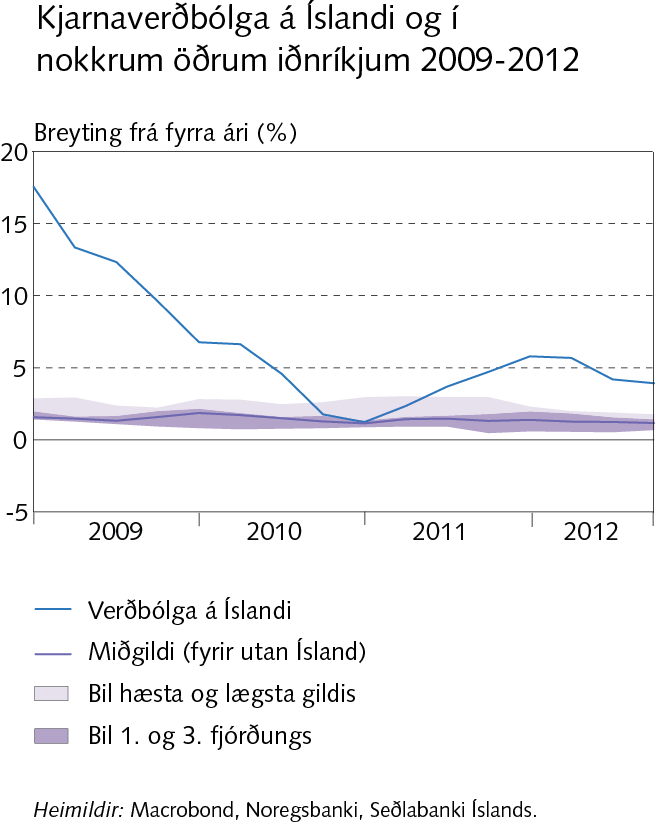 Kjarnaverðbólga á Íslandi og í
nokkrum öðrum iðnríkjum 2009-2012
Breyting frá fyrra ári (%)
20
15
10
5
0
-5
2009 2010 2011 2012
Verðbólga á Íslandi
Miðgildi (fyrir utan Ísland)
Bil hæsta og lægsta gildis
Bil 1. og 3. fjórðungs
Heimildir: Macrobond, Noregsbanki, Seðlabanki Íslands.